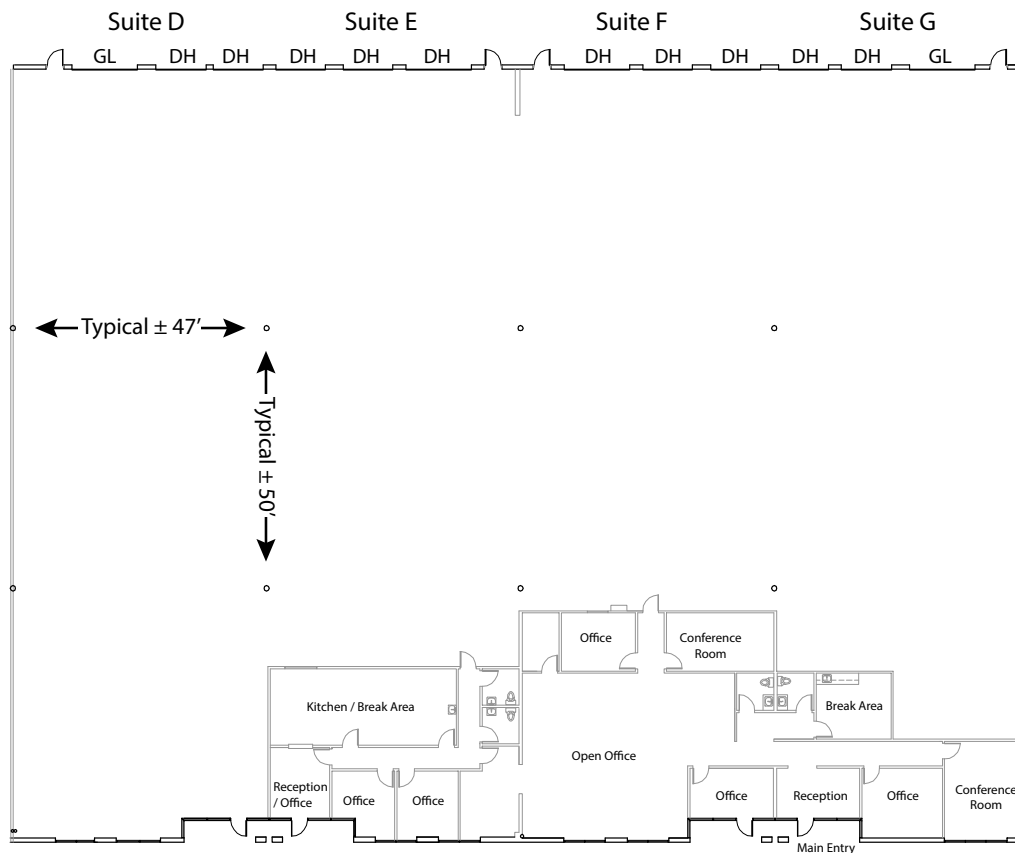 Suite D Suite E Suite F Suite G
GL DH DH DH DH DH DH DH DH DH DH GL
Typical ± 47’
Typical ± 50’
Office
Conference
Room
Kitchen / Break Area
Break Area
Open Office
Reception
/ Office
Office
Office
Office
Reception
Office
Conference
Room
Main Entry